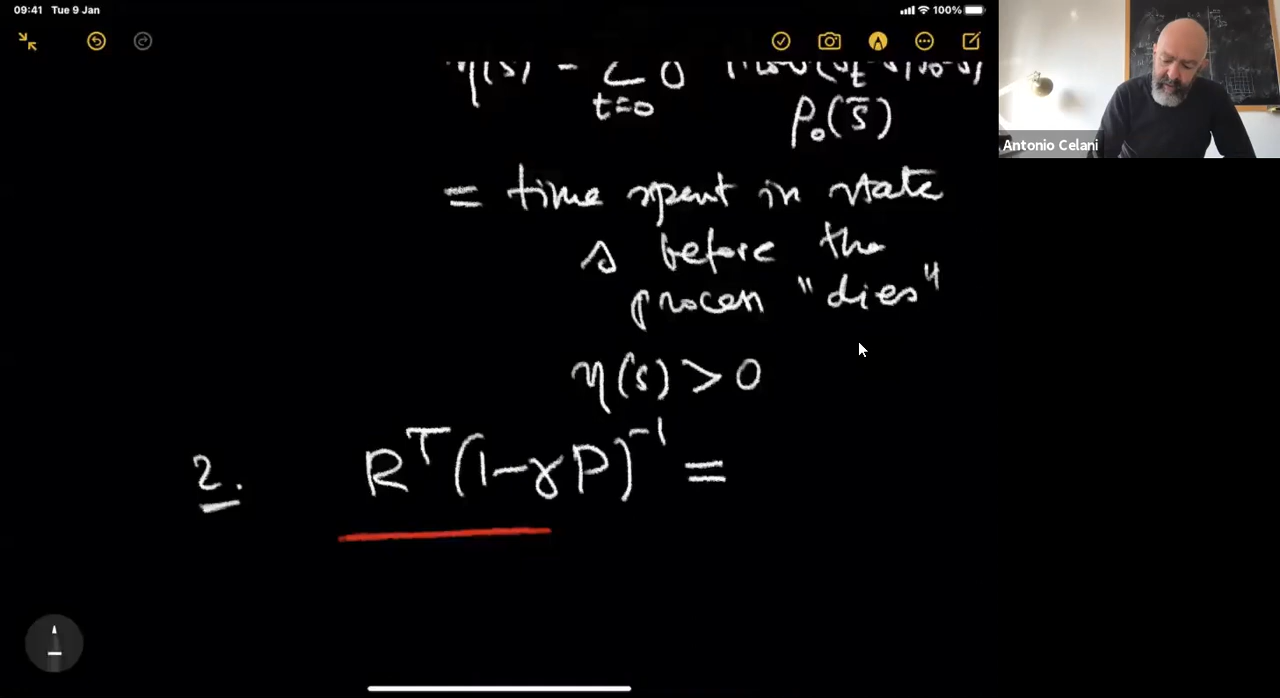 09:41 Tue 9 Jan
100%
Antonio Celani
t=0
ρ₀(s̄)
= time spent in state
s before the
process "dies"
η(s) > 0
2. Rᵀ(1-γP)⁻¹ =